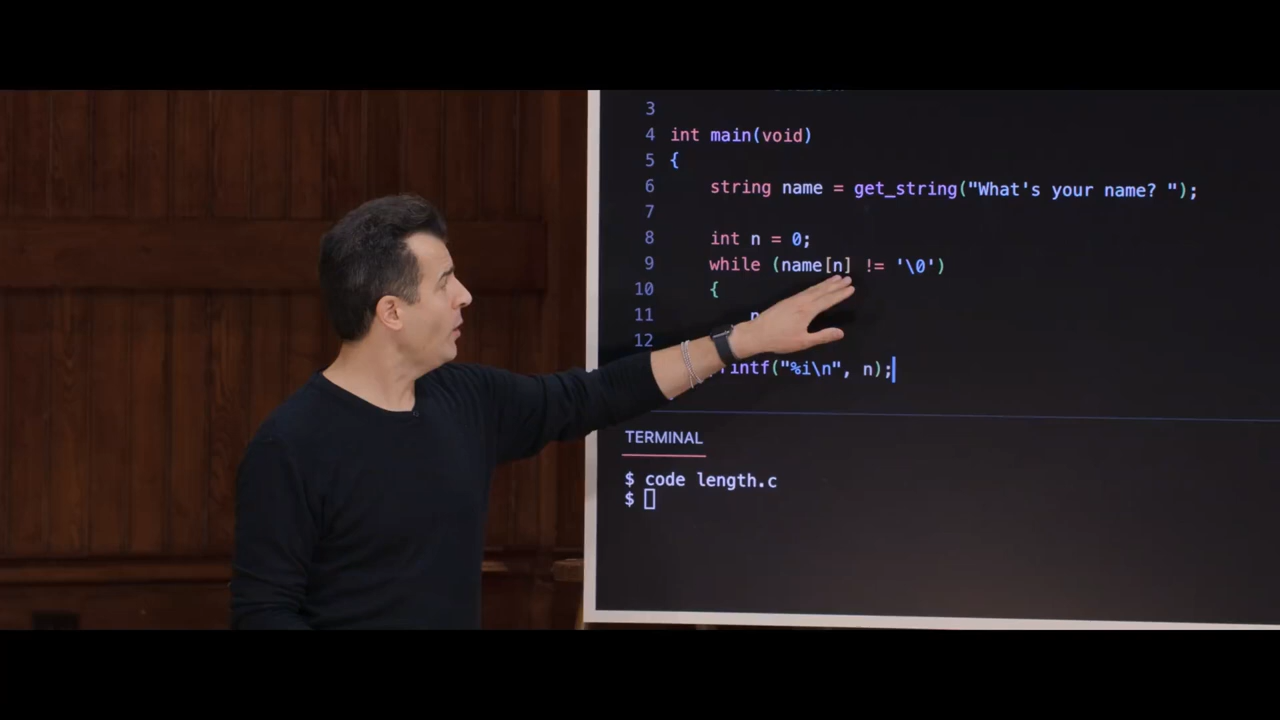 3
4 int main(void)
5 {
6 string name = get_string("What's your name? ");
7
8 int n = 0;
9 while (name[n] != '\0')
10 {
11 n
12
printf("%i\n", n);
TERMINAL
$ code length.c
$